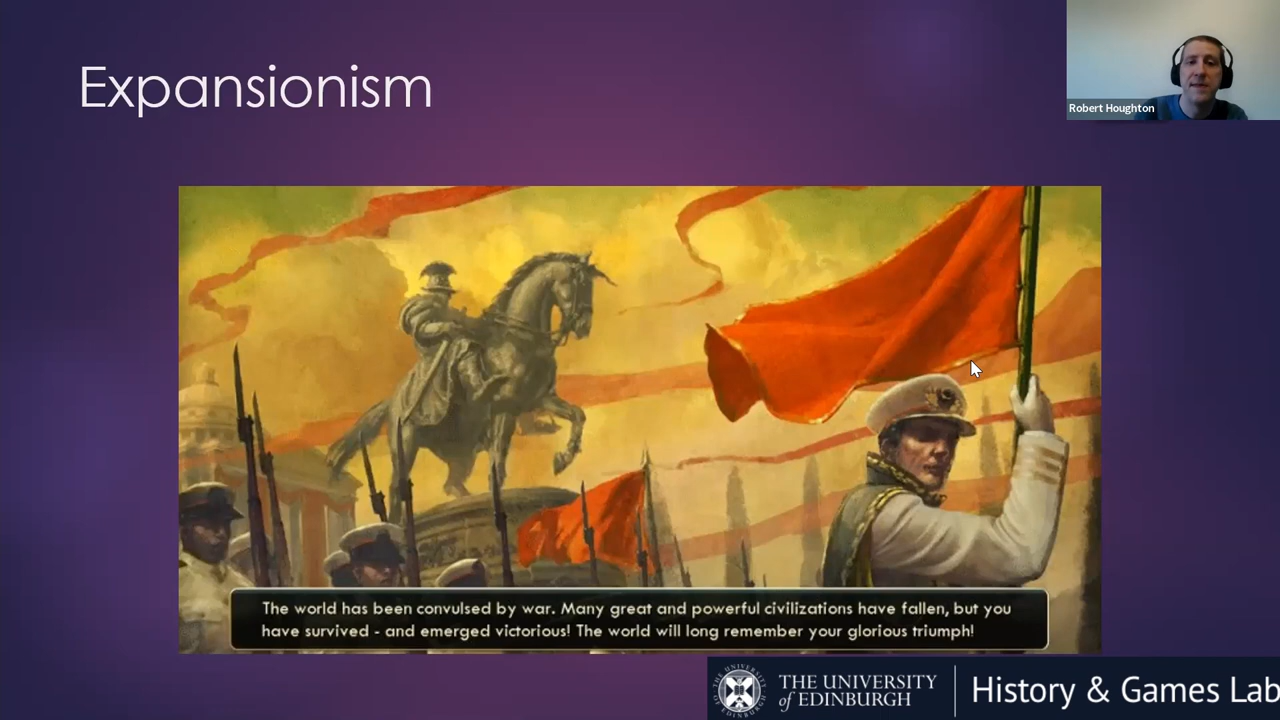 Expansionism
Robert Houghton
The world has been convulsed by war. Many great and powerful civilizations have fallen, but you
have survived - and emerged victorious! The world will long remember your glorious triumph!
THE UNIVERSITY
of EDINBURGH
History & Games Lab